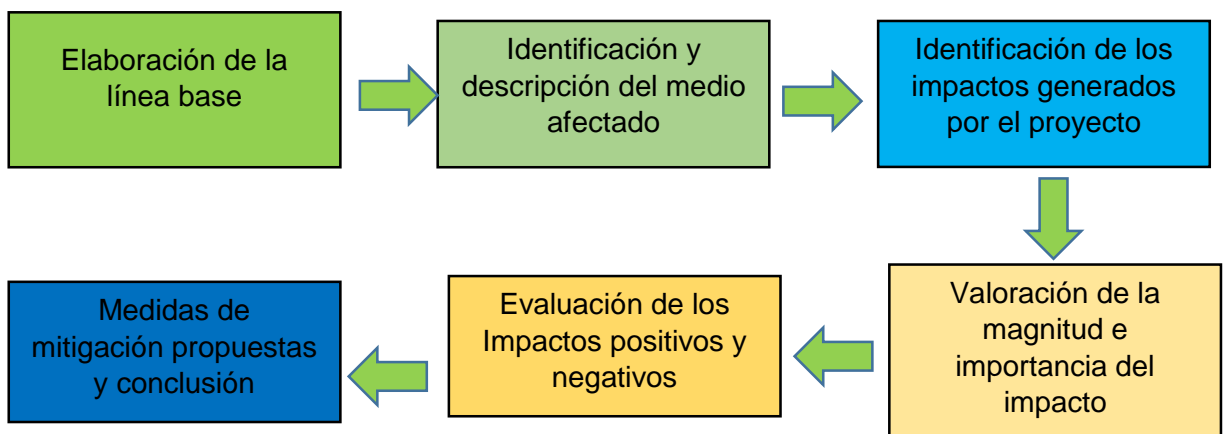 Elaboración de la
línea base
Identificación y
descripción del medio
afectado
Identificación de los
impactos generados
por el proyecto
Valoración de la
magnitud e
importancia del
impacto
Evaluación de los
Impactos positivos y
negativos
Medidas de
mitigación propuestas
y conclusión